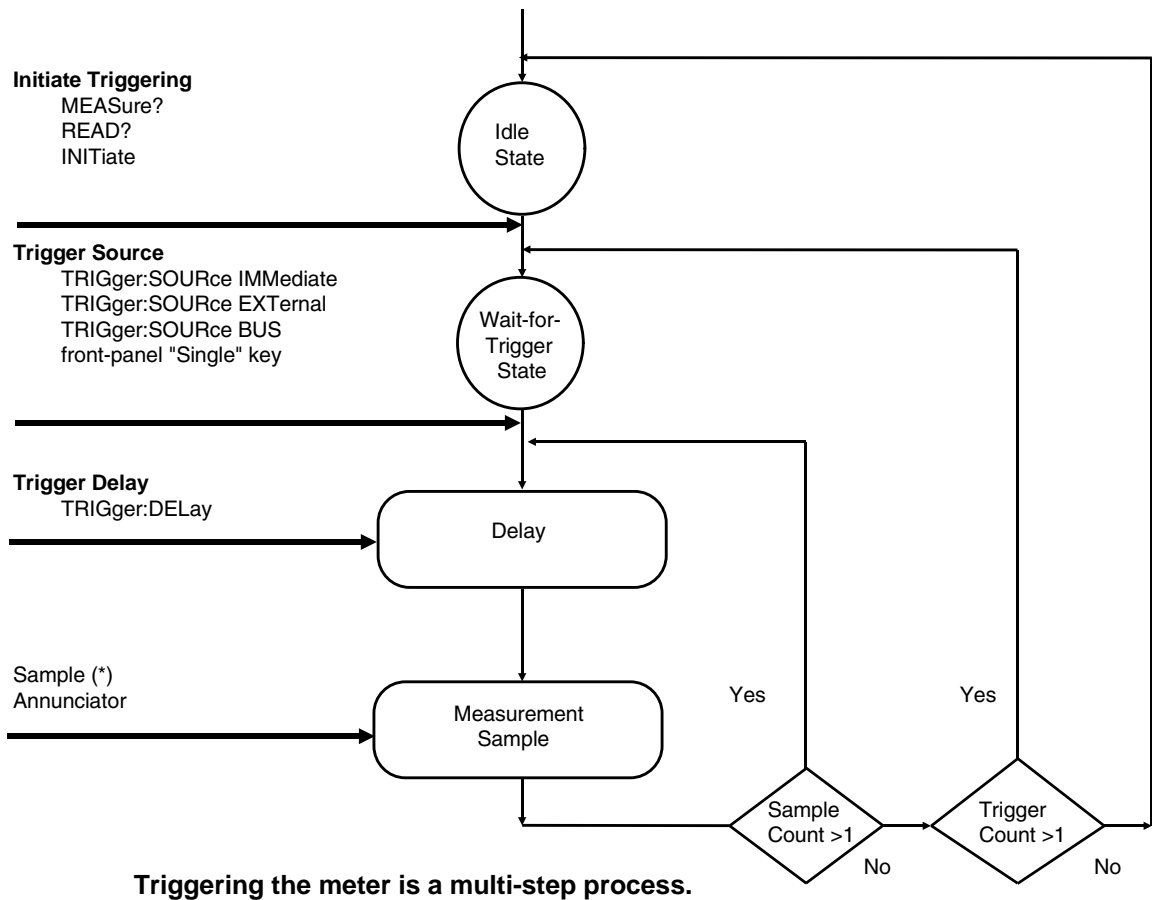 Initiate Triggering
MEASure?
READ?
INITiate
Idle
State
Trigger Source
TRIGger:SOURce IMMediate
TRIGger:SOURce EXTernal
TRIGger:SOURce BUS
front-panel "Single" key
Wait-for-
Trigger
State
Trigger Delay
TRIGger:DELay
Delay
Sample (*)
Annunciator
Measurement
Sample
Yes
Yes
Sample
Count >1
No
Trigger
Count >1
No
Triggering the meter is a multi-step process.